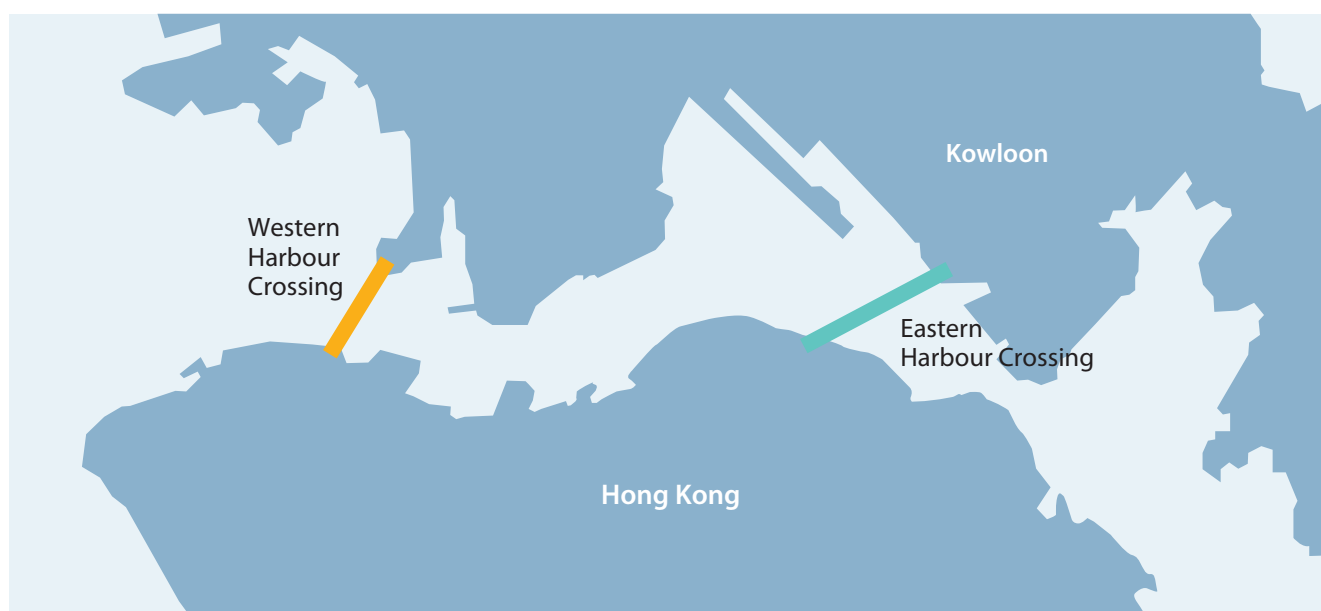 Kowloon
Western
Harbour
Crossing
Eastern
Harbour Crossing
Hong Kong